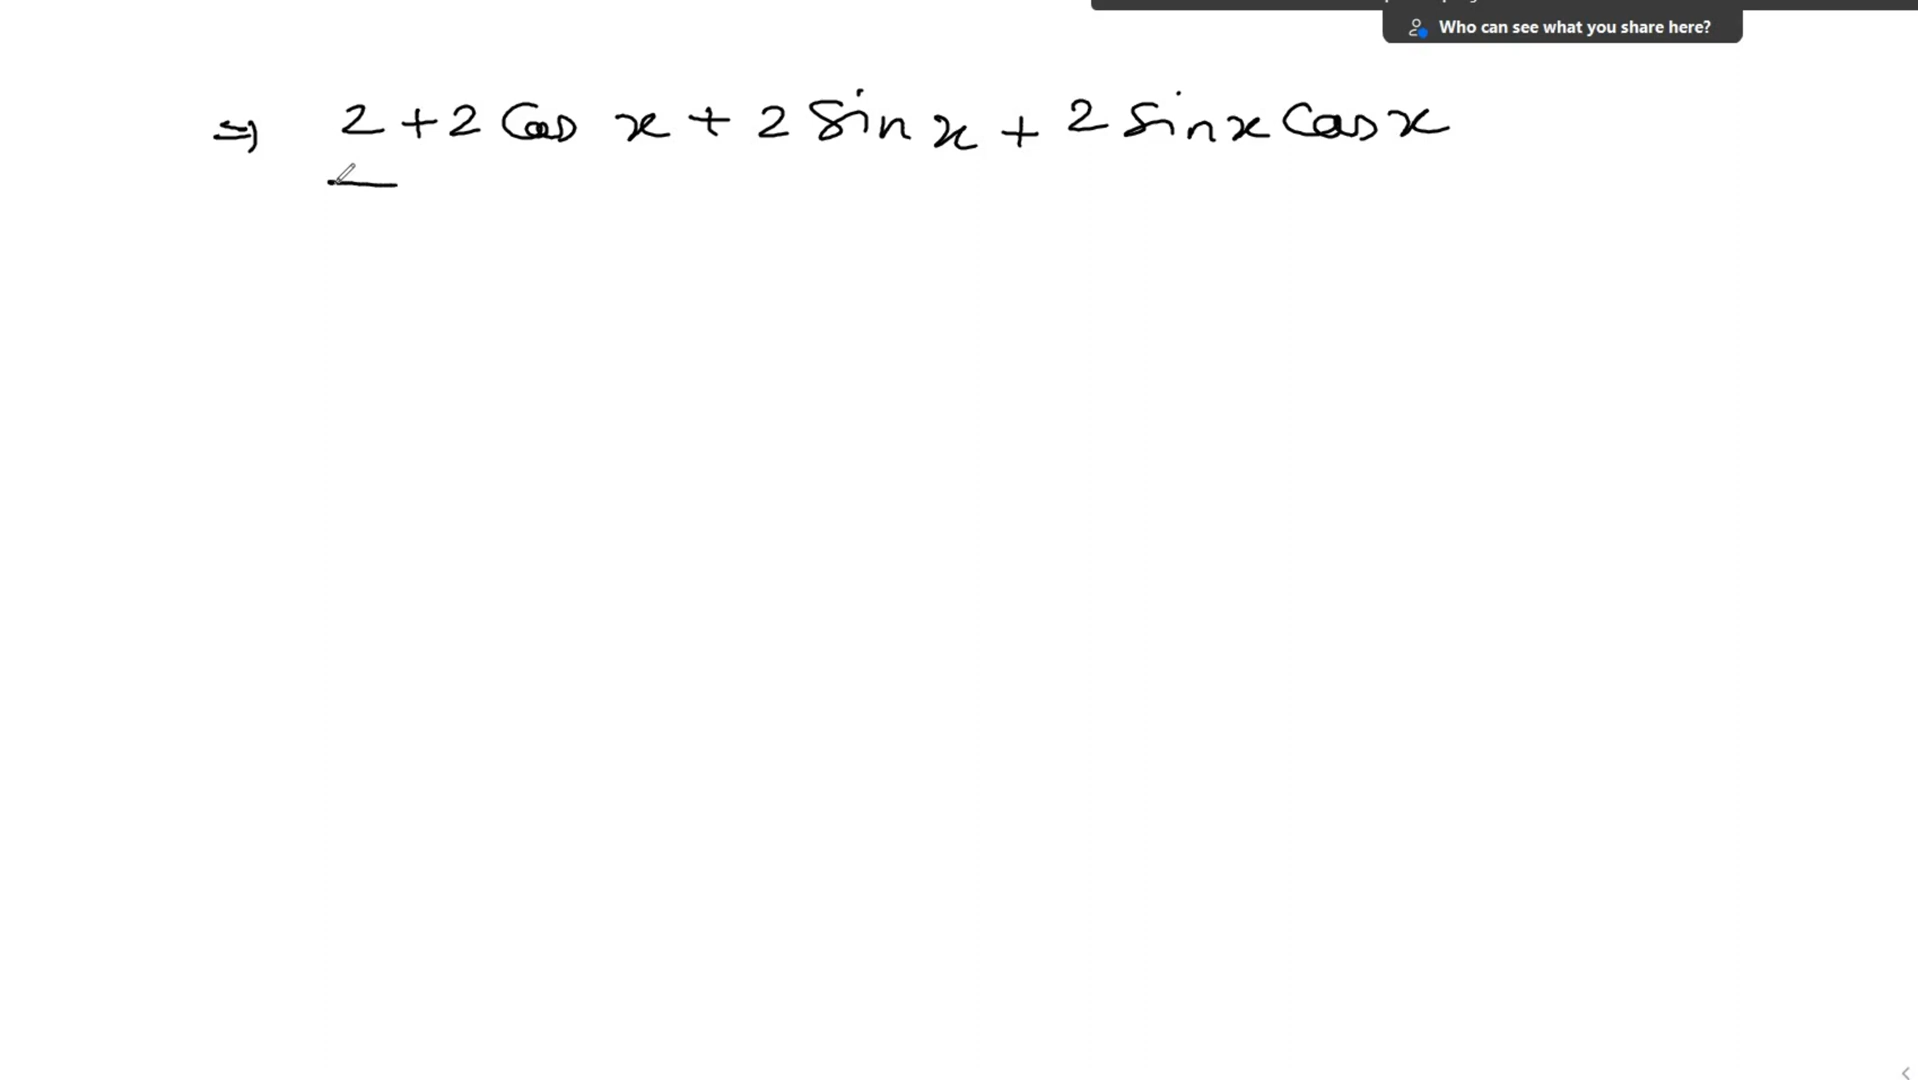 Who can see what you share here?
⇒ 2 + 2 Cos x + 2 Sin x + 2 Sin x Cos x